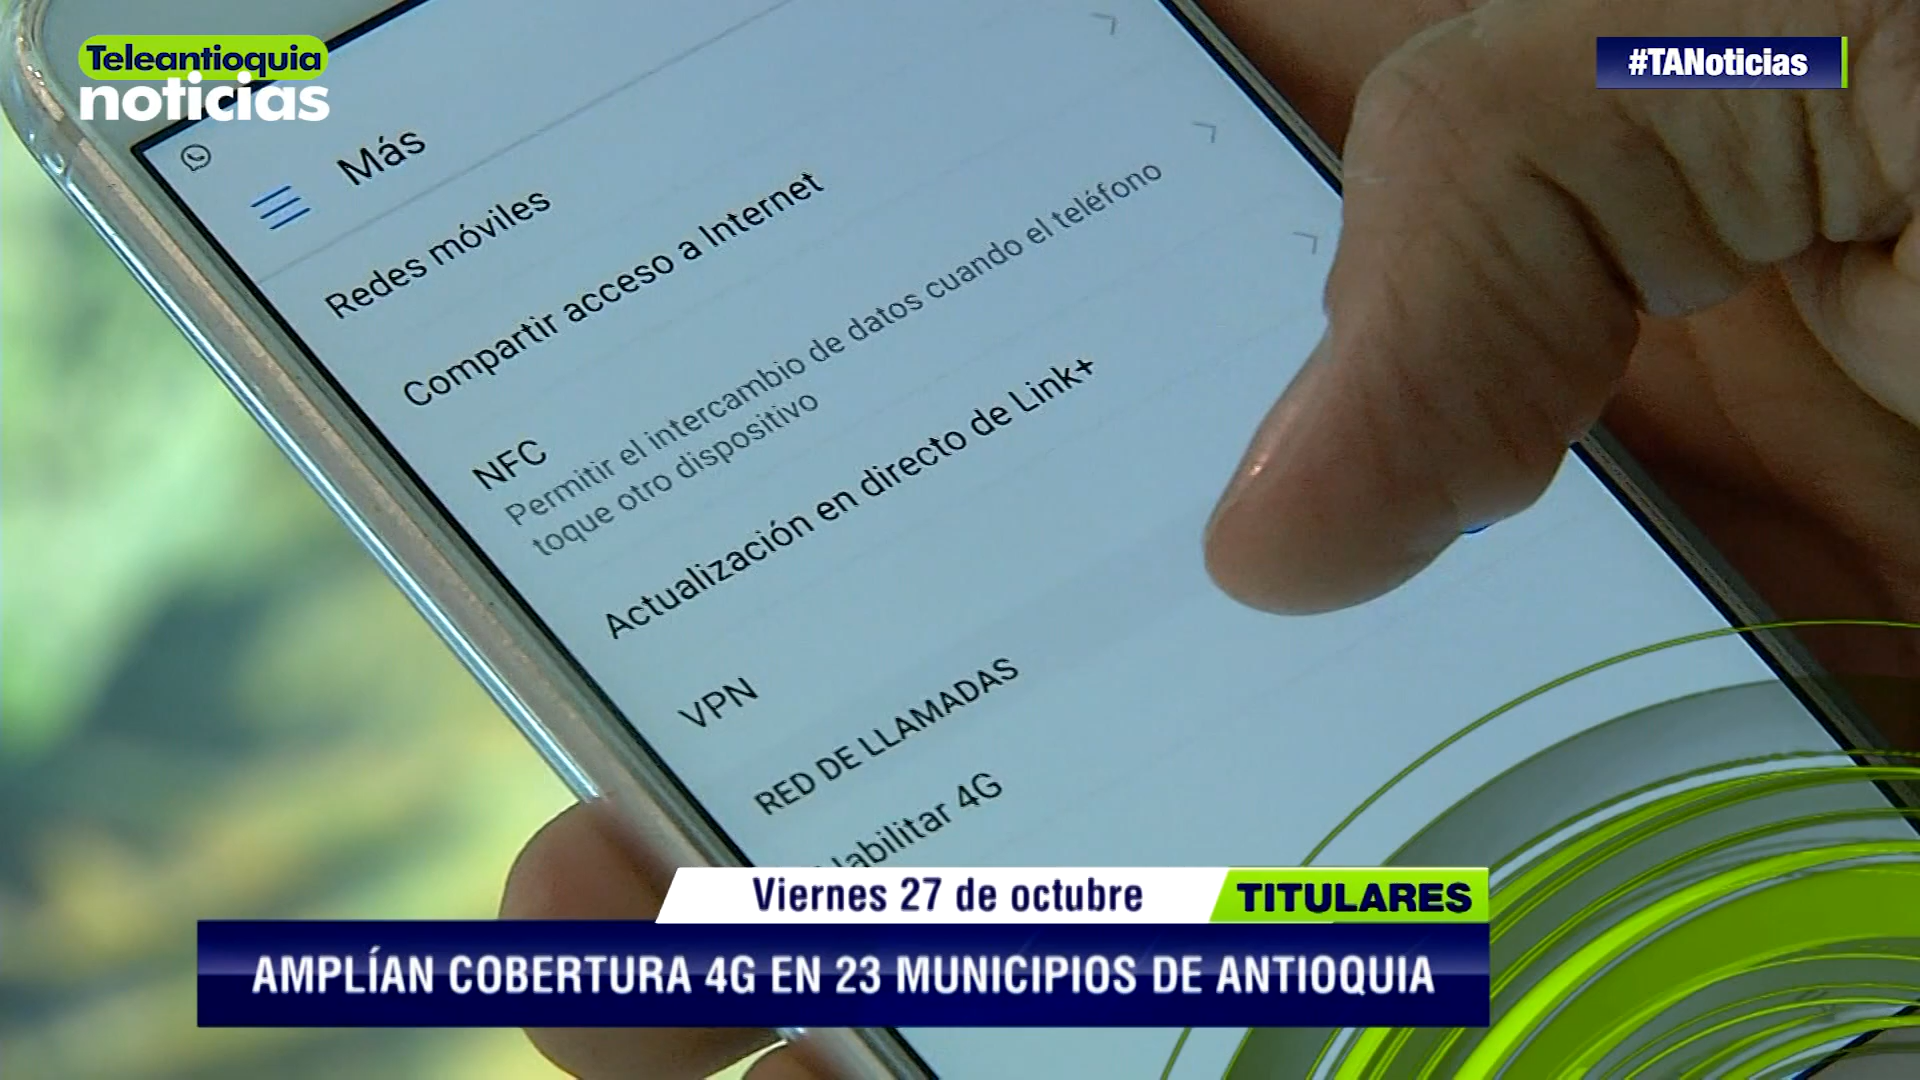 Teleantioquia
noticias
#TANoticias
Más
Redes móviles
Compartir acceso a Internet
NFC
Permitir el intercambio de datos cuando el teléfono
toque otro dispositivo
Actualización en directo de Link+
VPN
RED DE LLAMADAS
Habilitar 4G
Viernes 27 de octubre
TITULARES
AMPLÍAN COBERTURA 4G EN 23 MUNICIPIOS DE ANTIOQUIA